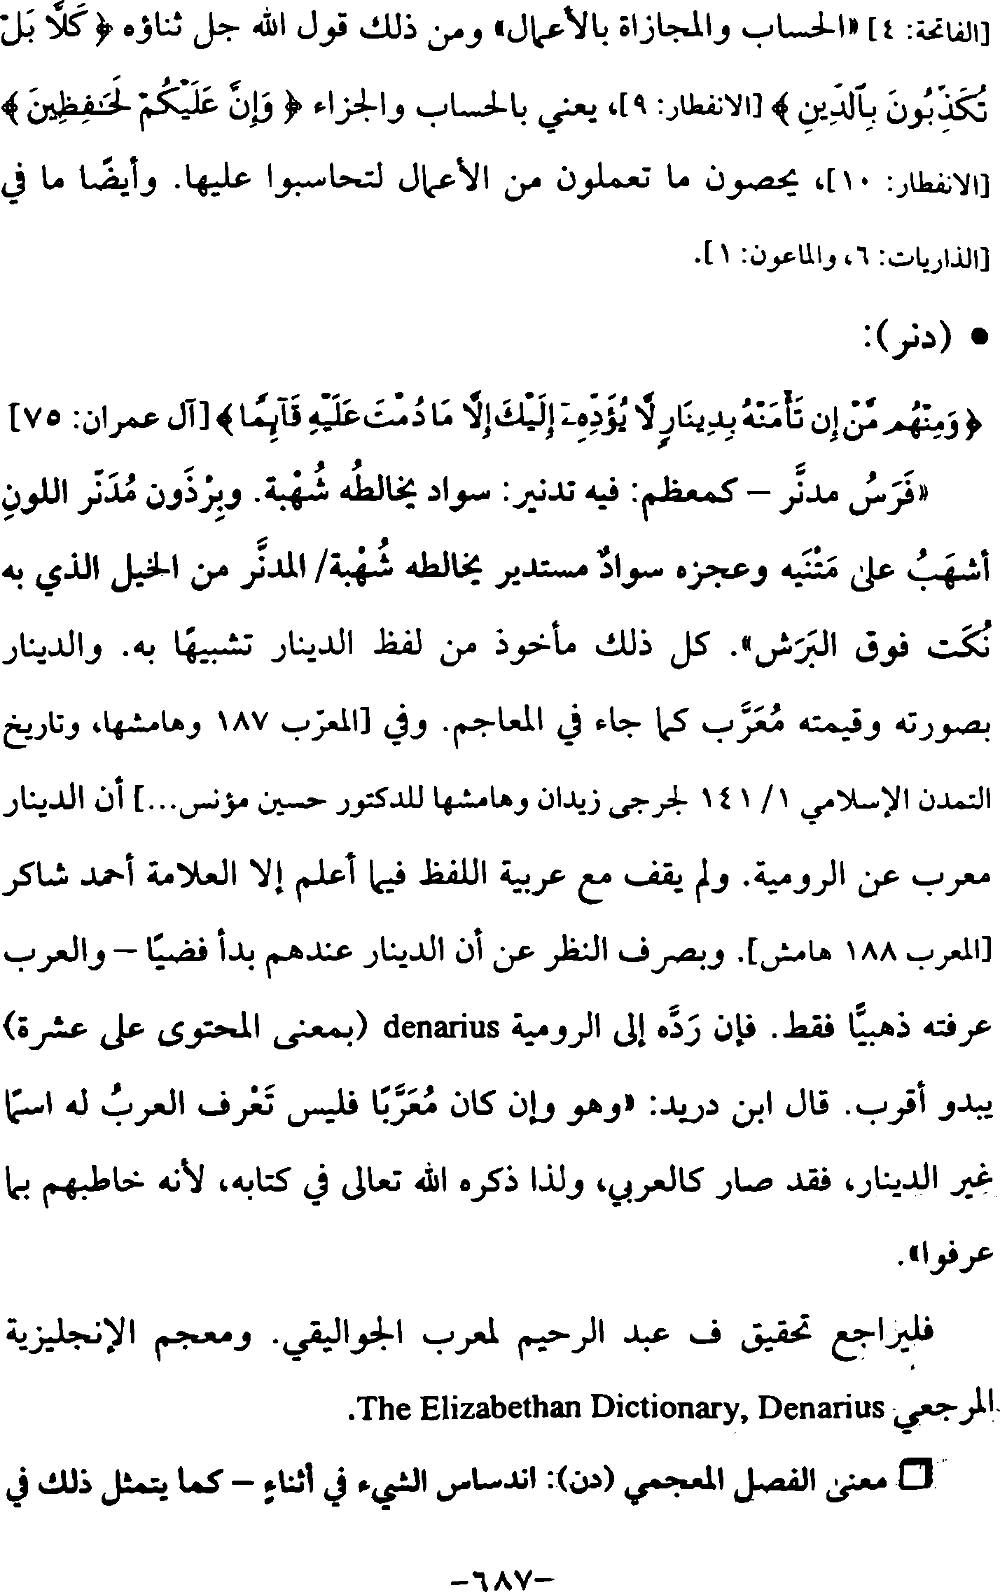 [الفاتحة: ٤] «الحساب والمجازاة بالأعمال» ومن ذلك قول الله جل ثناؤه ﴿كَلَّا بَلْ
تُكَذِّبُونَ بِٱلدِّينِ﴾ [الانفطار: ٩]، يعني بالحساب والجزاء ﴿وَإِنَّ عَلَيْكُمْ لَحَـٰفِظِينَ﴾
[الانفطار: ١٠]، يحصون ما تعملون من الأعمال لتحاسبوا عليها. وأيضًا ما في
[الذاريات: ٦، والماعون: ١].
● (دنر):
﴿وَمِنْهُم مَّنْ إِن تَأْمَنْهُ بِدِينَارٍ لَّا يُؤَدِّهِۦٓ إِلَيْكَ إِلَّا مَا دُمْتَ عَلَيْهِ قَآئِمًا﴾ [آل عمران: ٧٥]
«فَرَسُ مدنَّر – كمعظم: فيه تدنير: سواد يخالطُه شُهْبة. وبِرْذَون مُدَنّر اللونِ
أشهَبُ على مَتْنَيه وعجزه سوادٌ مستدير يخالطه شُهْبة/ المدنَّر من الخيل الذي به
نُكَت فوق البَرَش». كل ذلك مأخوذ من لفظ الدينار تشبيهًا به. والدينار
بصورته وقيمته مُعَرَّب كما جاء في المعاجم. وفي [المعرّب ١٨٧ وهامشها، وتاريخ
التمدن الإسلامي ١/ ١٤١ لجرجى زيدان وهامشها للدكتور حسين مؤنس...] أن الدينار
معرب عن الرومية. ولم يقف مع عربية اللفظ فيما أعلم إلا العلامة أحمد شاكر
[المعرب ١٨٨ هامش]. وبصرف النظر عن أن الدينار عندهم بدأ فضيًا – والعرب
عرفته ذهبيًّا فقط. فإن رَدَّه إلى الرومية denarius (بمعنى المحتوى على عشرة)
يبدو أقرب. قال ابن دريد: «وهو وإن كان مُعَرَّبًا فليس تَعْرف العربُ له اسمًا
غير الدينار، فقد صار كالعربي، ولذا ذكره الله تعالى في كتابه، لأنه خاطبهم بما
عرفوا».
فليراجع تحقيق ف عبد الرحيم لمعرب الجواليقي. ومعجم الإنجليزية
المرجعي The Elizabethan Dictionary, Denarius.
❒ معنى الفصل المعجمي (دن): اندساس الشيء في أثناءٍ – كما يتمثل ذلك في
-٦٨٧-